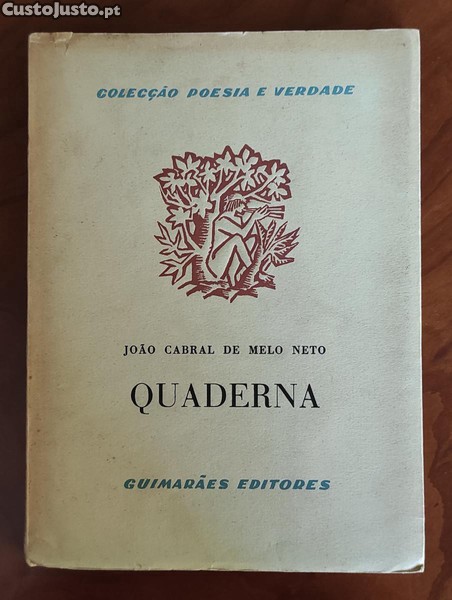 CustoJusto.pt
COLECÇÃO POESIA E VERDADE
JOÃO CABRAL DE MELO NETO
QUADERNA
GUIMARÃES EDITORES